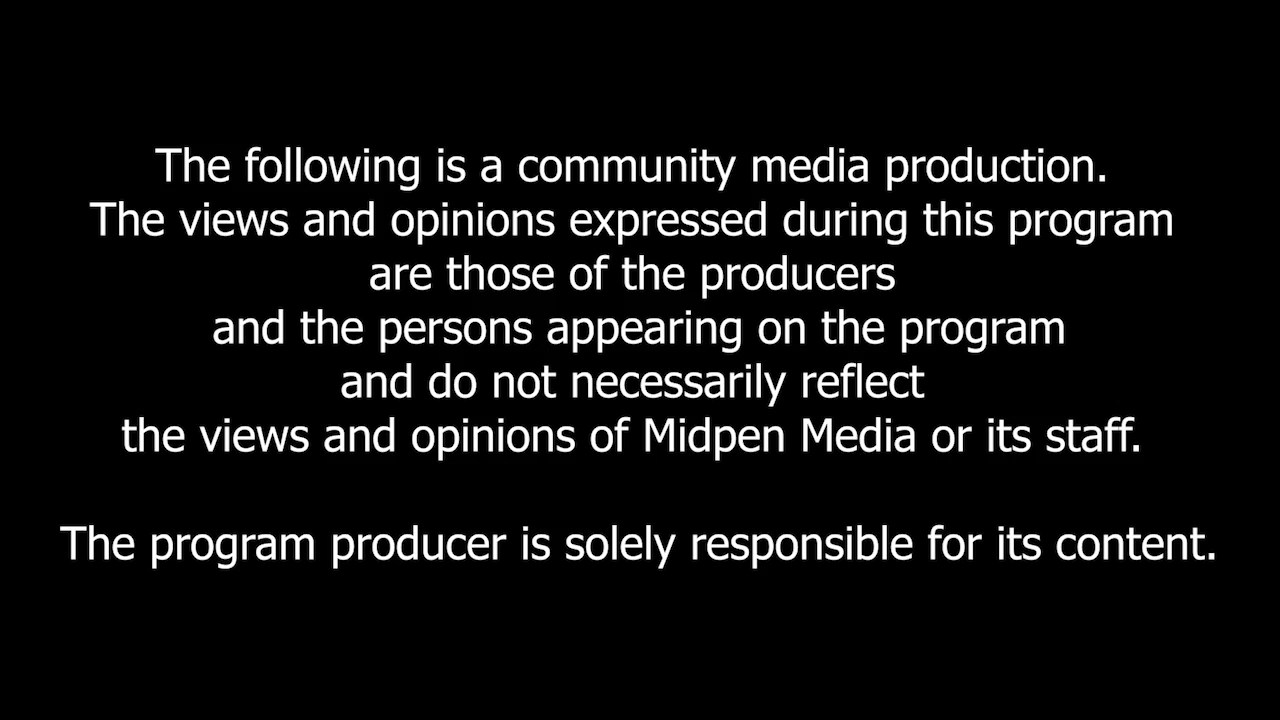 The following is a community media production.
The views and opinions expressed during this program
are those of the producers
and the persons appearing on the program
and do not necessarily reflect
the views and opinions of Midpen Media or its staff.
The program producer is solely responsible for its content.